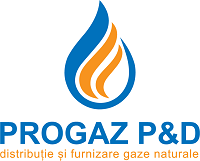 PROGAZ P&D
distribuție și furnizare gaze naturale